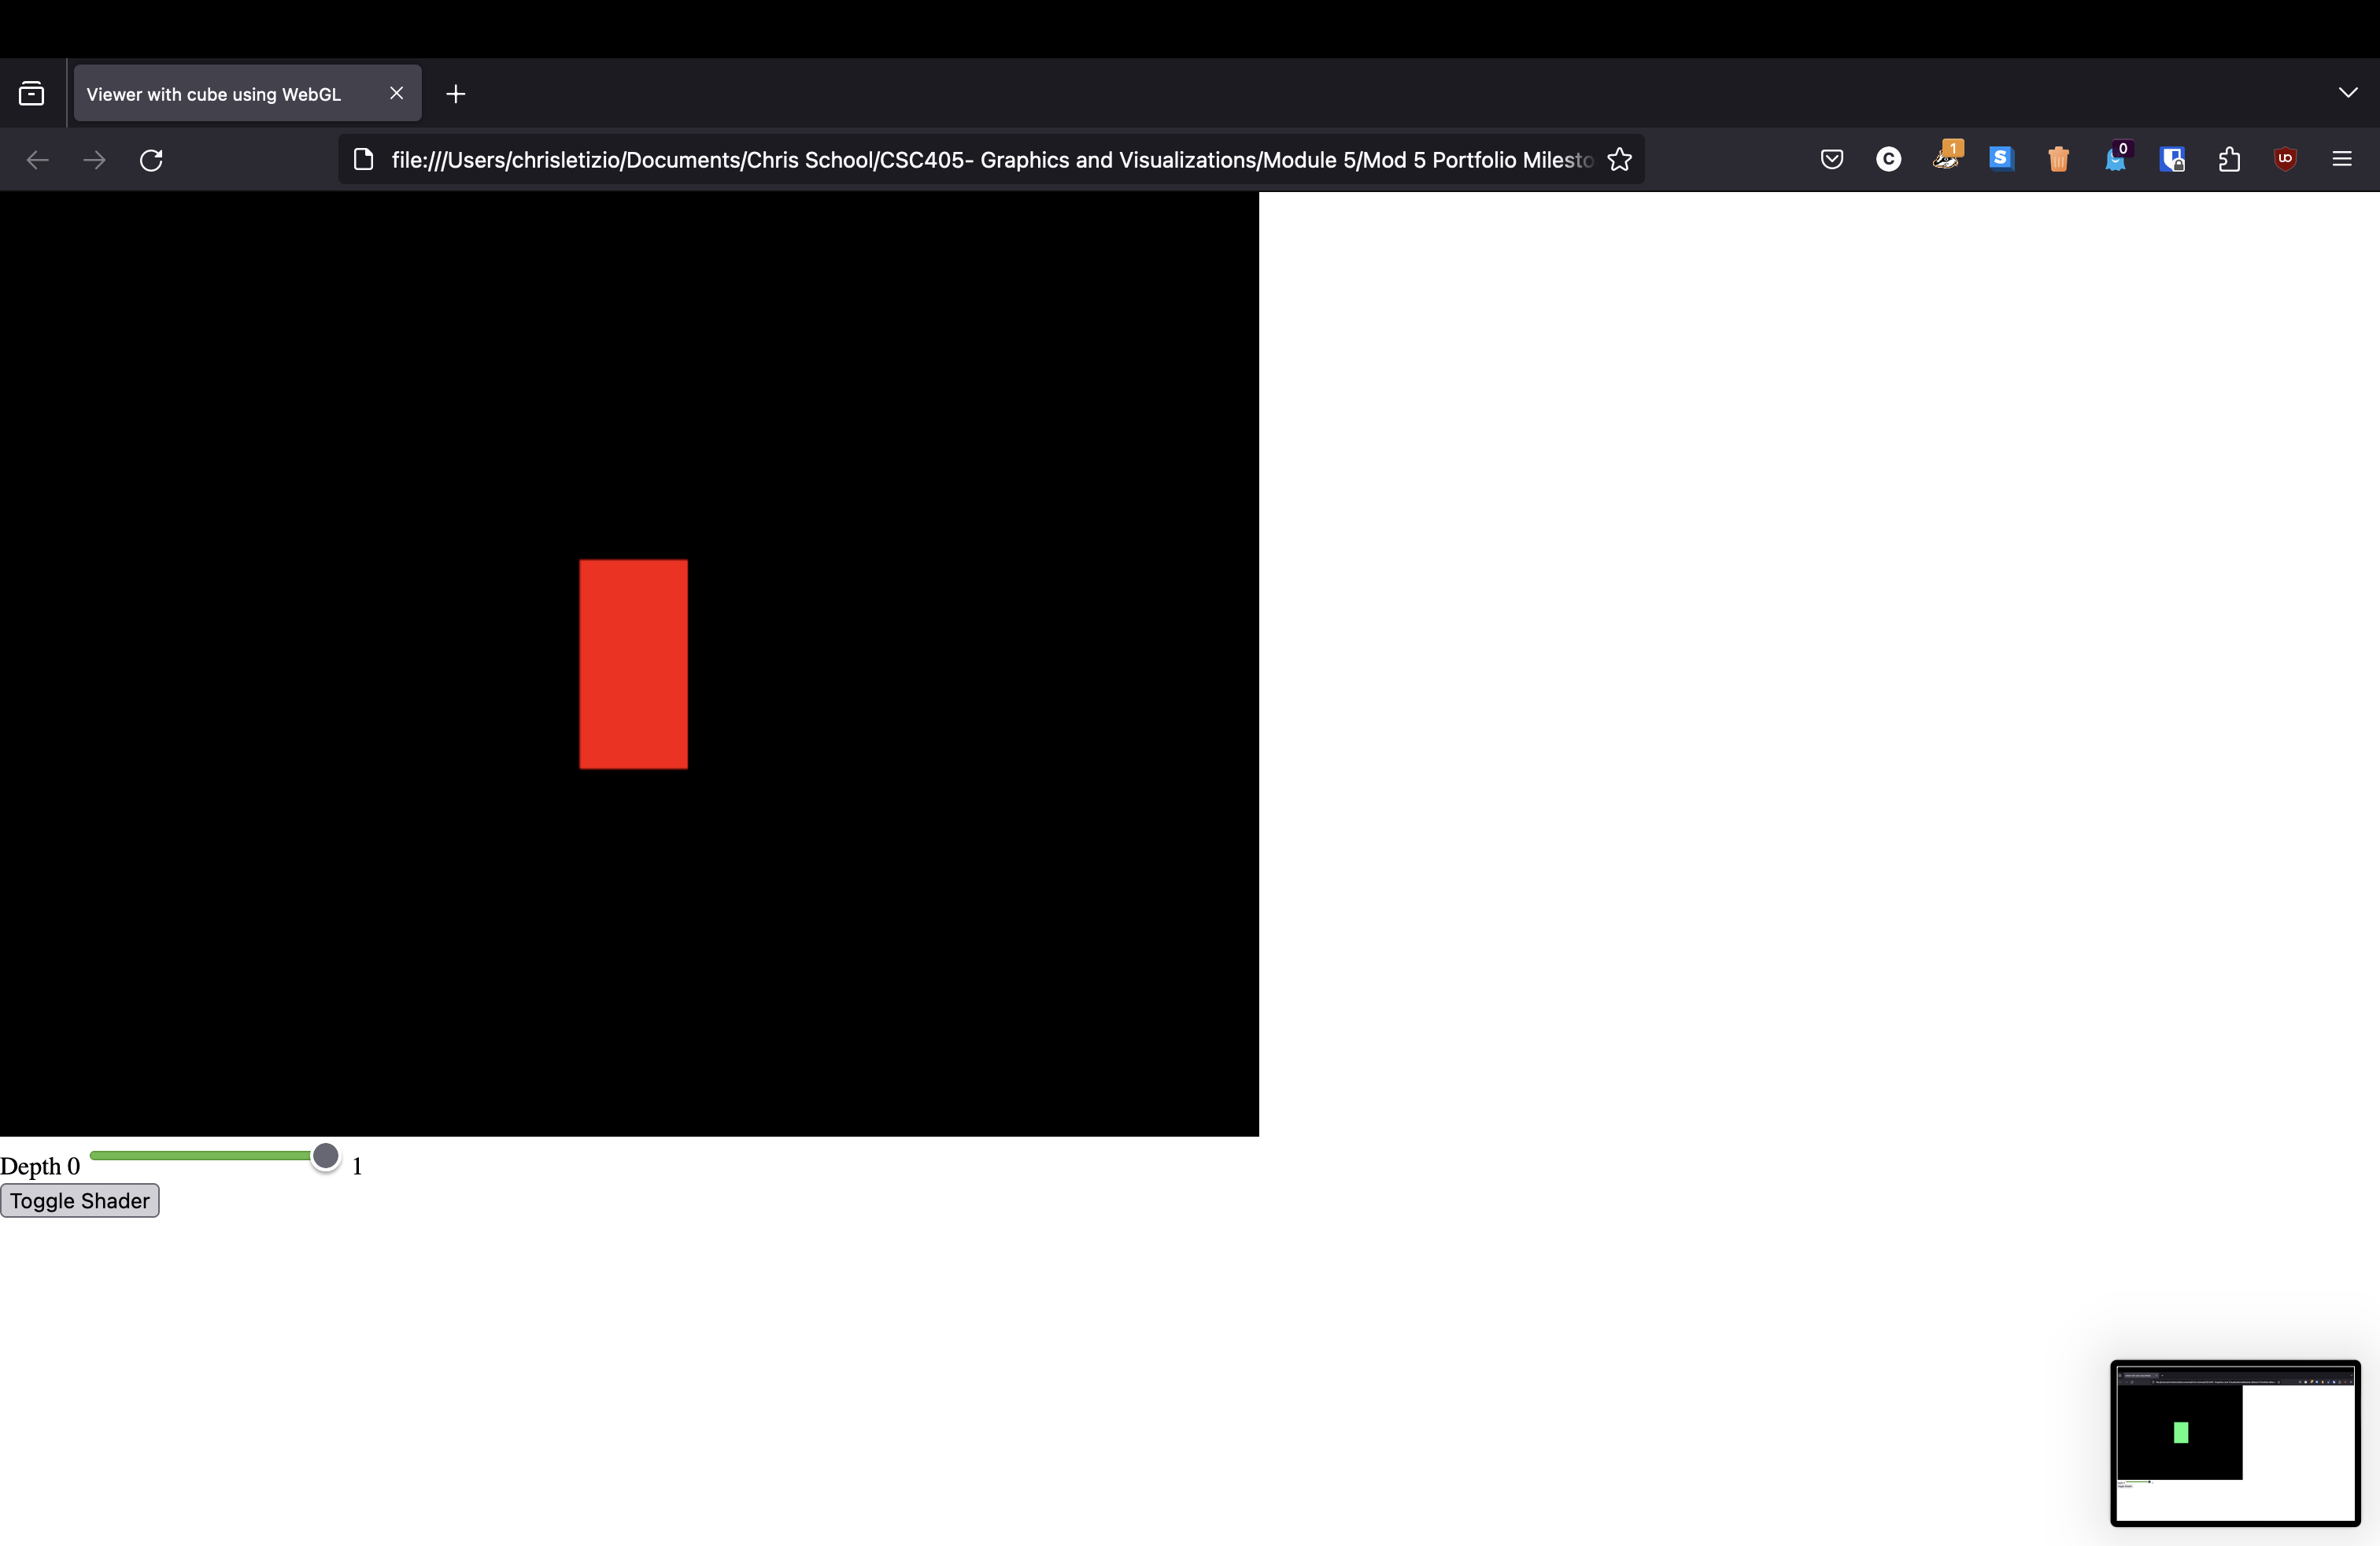 Viewer with cube using WebGL
file:///Users/chrisletizio/Documents/Chris School/CSC405- Graphics and Visualizations/Module 5/Mod 5 Portfolio Milesto
C
1
S
0
UO
Depth 0
1
Toggle Shader